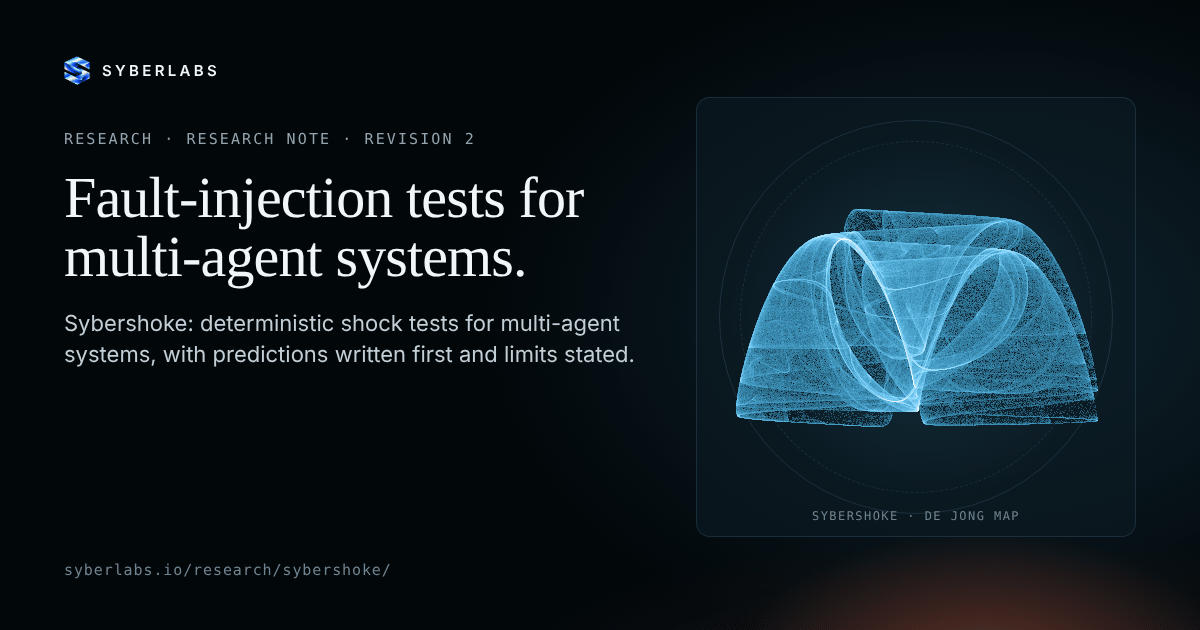 SYBERLABS
RESEARCH · RESEARCH NOTE · REVISION 2
Fault-injection tests for
multi-agent systems.
Sybershoke: deterministic shock tests for multi-agent
systems, with predictions written first and limits stated.
SYBERSHOKE · DE JONG MAP
syberlabs.io/research/sybershoke/